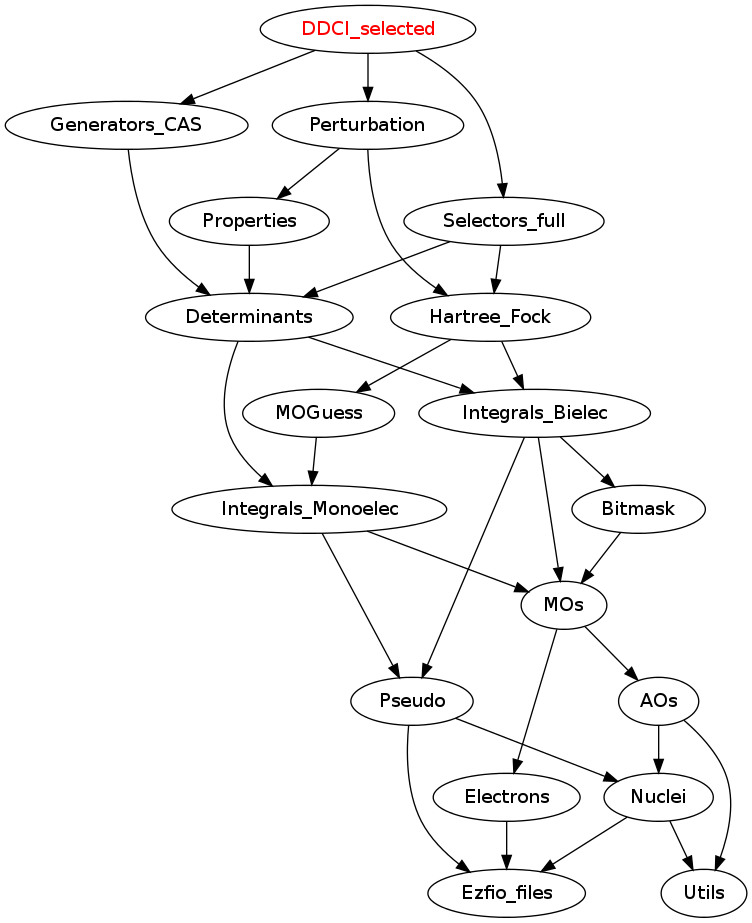 DDCI_selected
Generators_CAS
Perturbation
Properties
Selectors_full
Determinants
Hartree_Fock
MOGuess
Integrals_Bielec
Integrals_Monoelec
Bitmask
MOs
Pseudo
AOs
Electrons
Nuclei
Ezfio_files
Utils